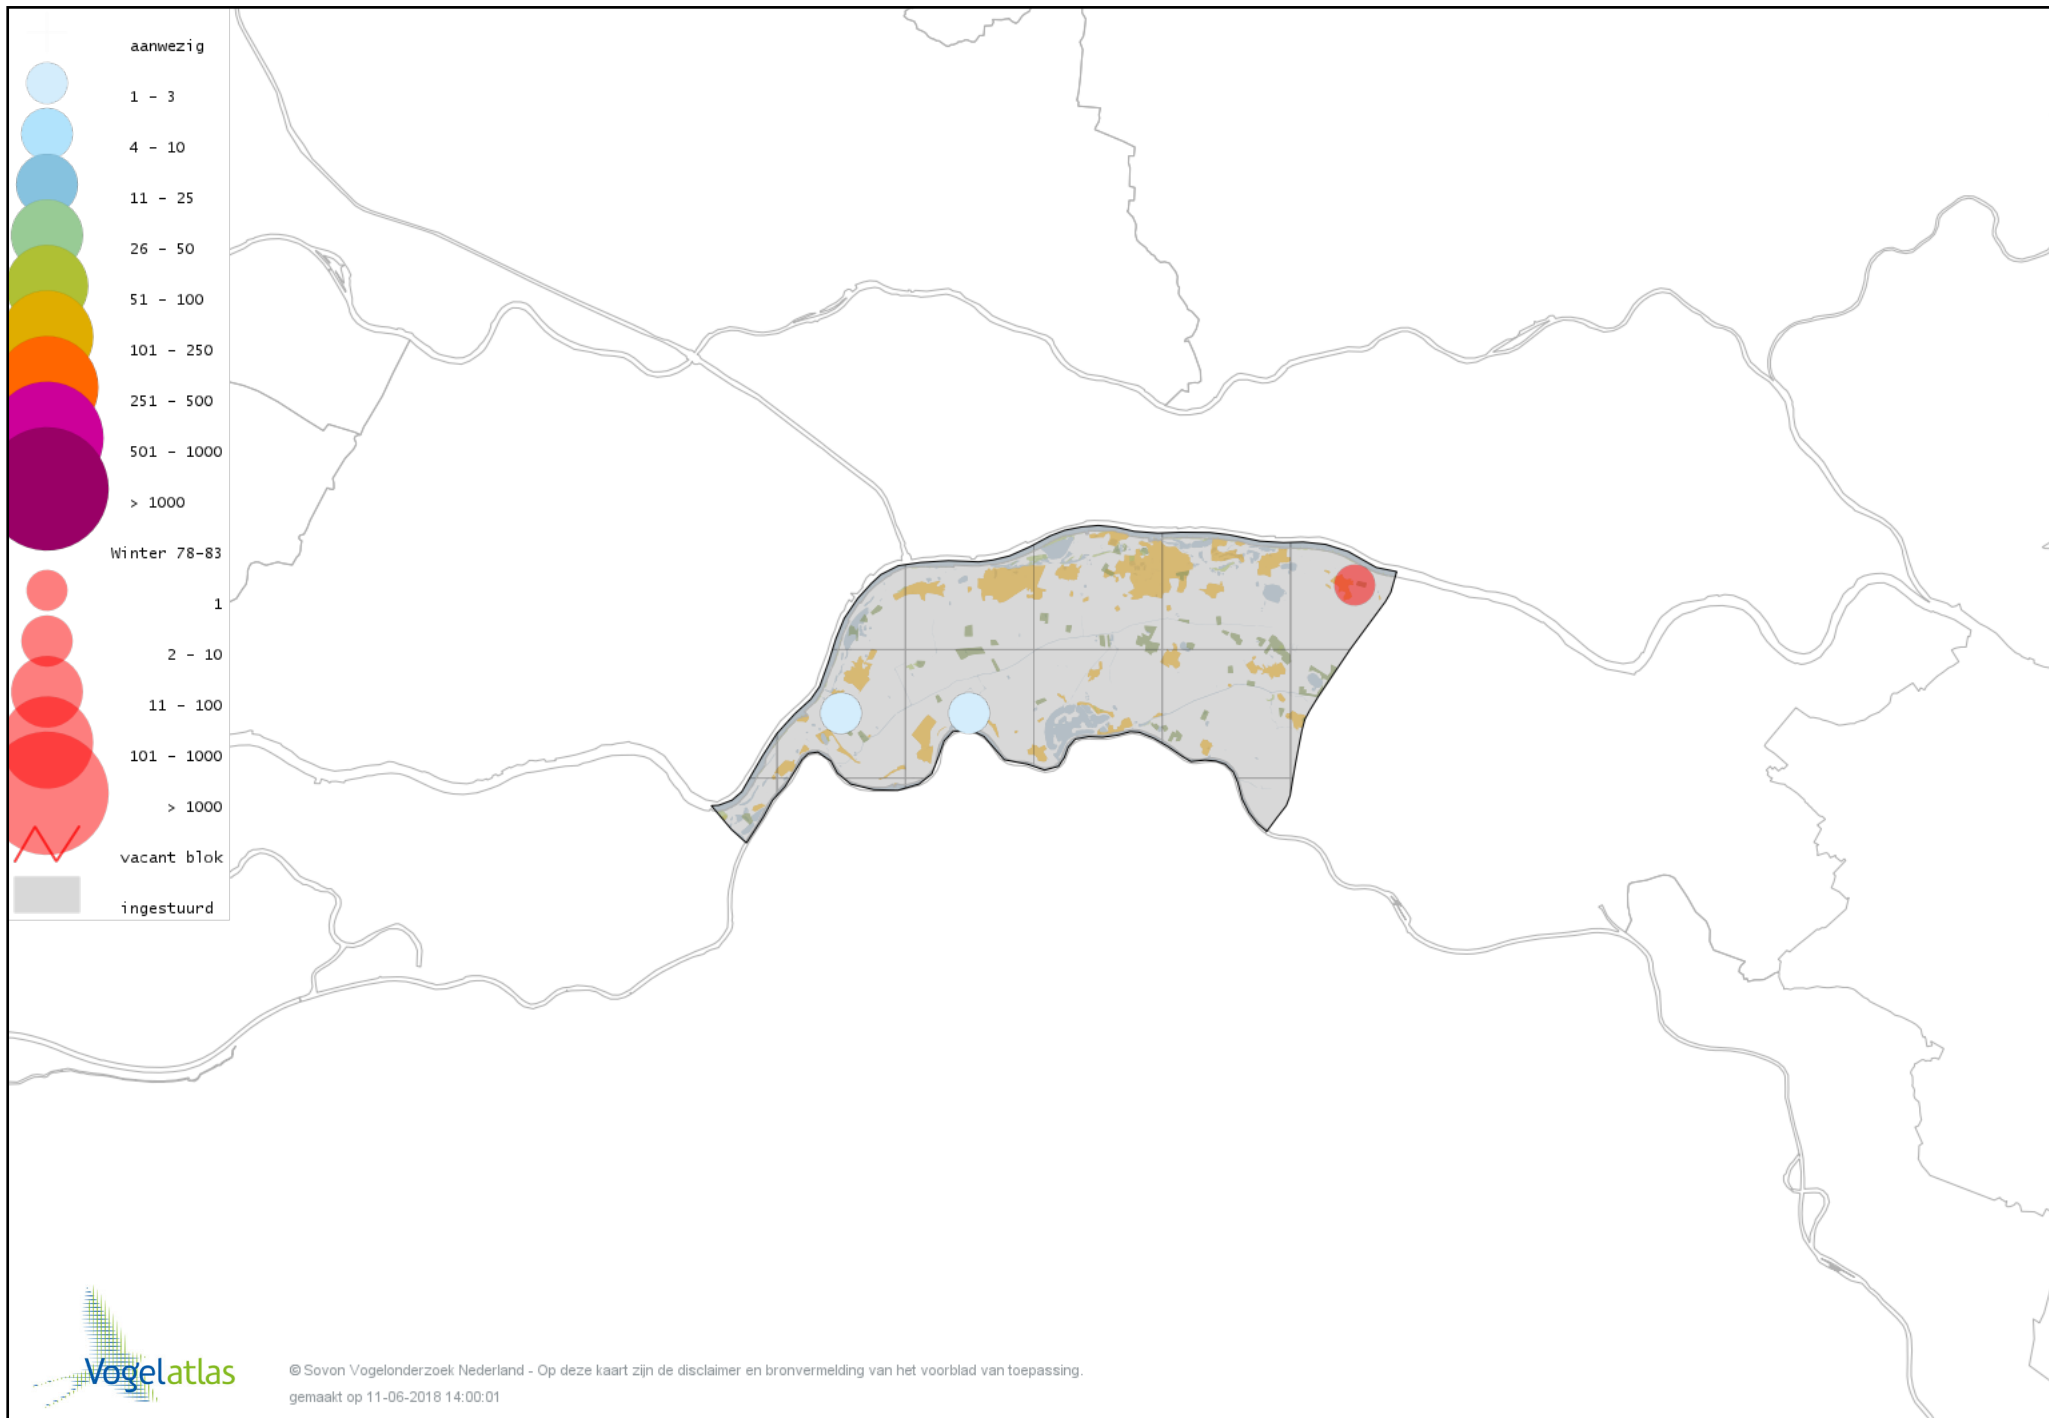 aanwezig
1 - 3
4 - 10
11 - 25
26 - 50
51 - 100
101 - 250
251 - 500
501 - 1000
> 1000
Winter 78-83
1
2 - 10
11 - 100
101 - 1000
> 1000
vacant blok
ingestuurd
Vogelatlas
© Sovon Vogelonderzoek Nederland - Op deze kaart zijn de disclaimer en bronvermelding van het voorblad van toepassing.
gemaakt op 11-06-2018 14:00:01